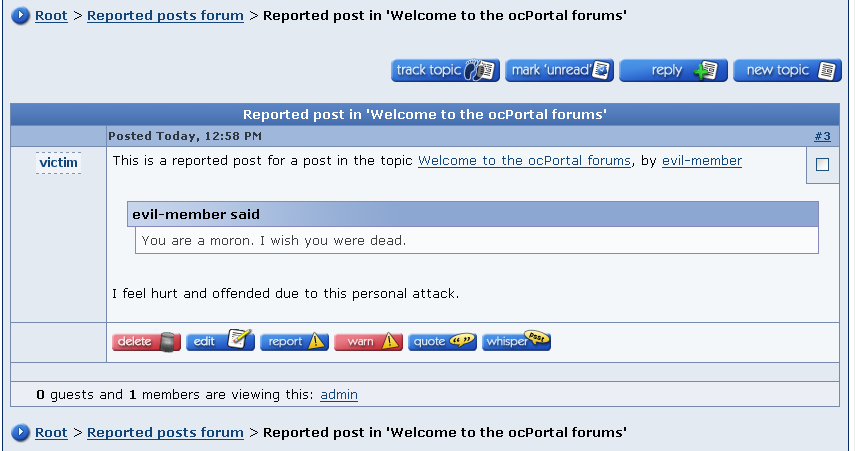 Root > Reported posts forum > Reported post in 'Welcome to the ocPortal forums'
track topic mark 'unread' reply new topic
Reported post in 'Welcome to the ocPortal forums'
Posted Today, 12:58 PM #3
victim This is a reported post for a post in the topic Welcome to the ocPortal forums, by evil-member
evil-member said
You are a moron. I wish you were dead.
I feel hurt and offended due to this personal attack.
delete edit report warn quote whisper post
0 guests and 1 members are viewing this: admin
Root > Reported posts forum > Reported post in 'Welcome to the ocPortal forums'